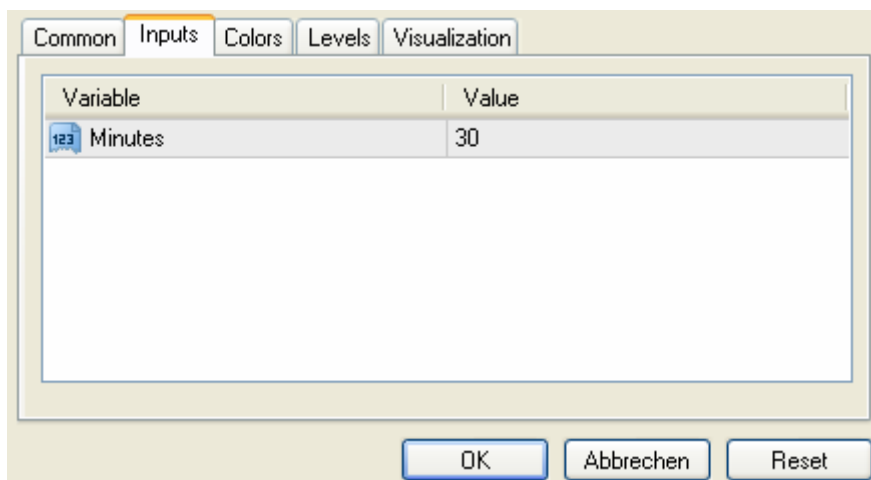 Common Inputs Colors Levels Visualization
Variable Value
123 Minutes 30
OK Abbrechen Reset